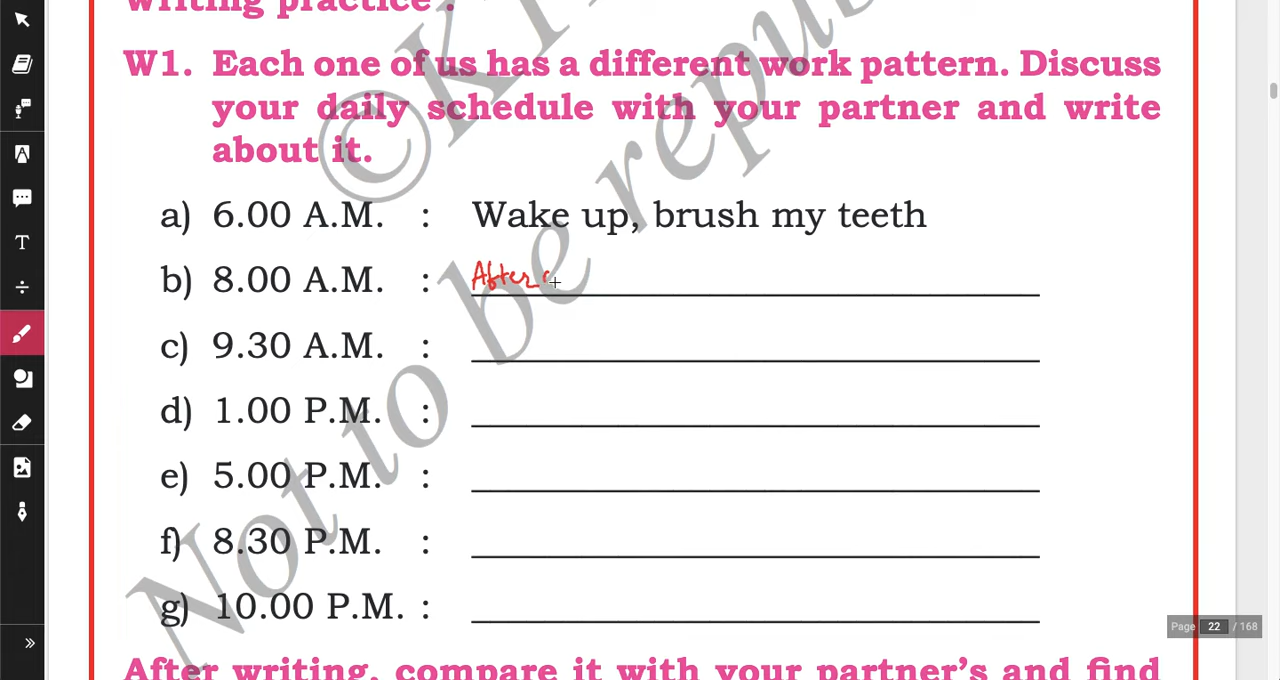 writing practice .
W1. Each one of us has a different work pattern. Discuss
your daily schedule with your partner and write
about it.
a) 6.00 A.M. : Wake up, brush my teeth
b) 8.00 A.M. : After
c) 9.30 A.M. :
d) 1.00 P.M. :
e) 5.00 P.M. :
f) 8.30 P.M. :
g) 10.00 P.M. :
After writing, compare it with your partner's and find
Not to be repu
Page 22 / 168